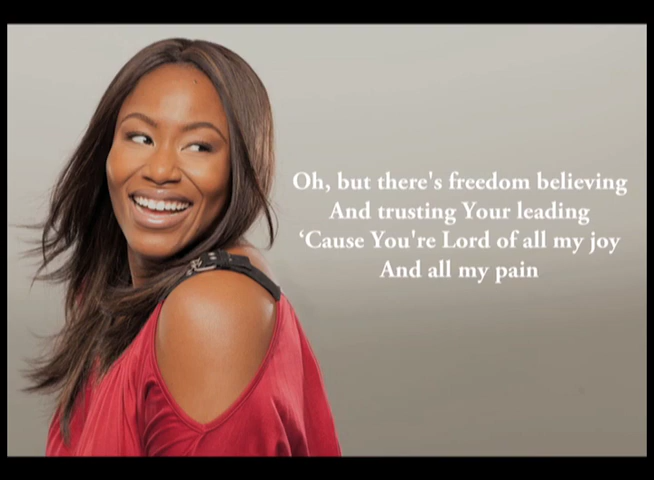 Oh, but there's freedom believing
And trusting Your leading
‘Cause You're Lord of all my joy
And all my pain